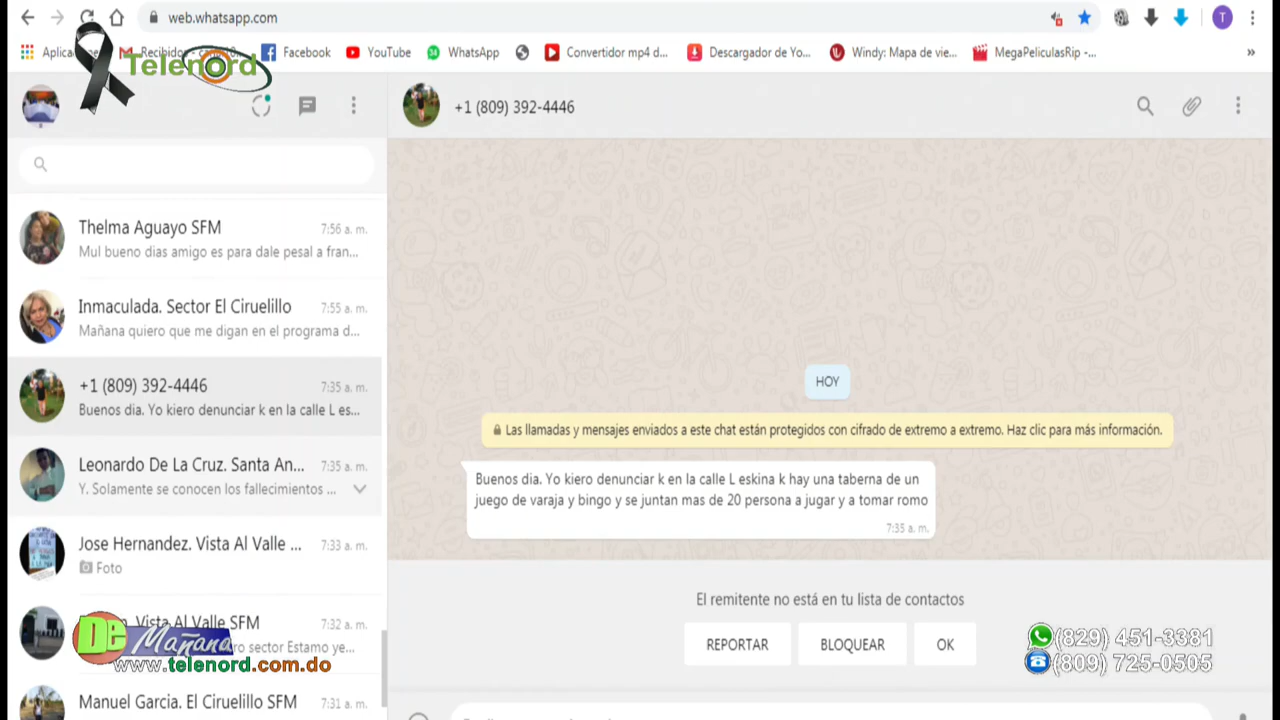 web.whatsapp.com
T
Facebook
YouTube
WhatsApp
Convertidor mp4 d...
Descargador de Yo...
Windy: Mapa de vie...
MegaPeliculasRip -...
»
Telenord
+1 (809) 392-4446
Thelma Aguayo SFM
7:56 a. m.
Mul bueno dias amigo es para dale pesal a fran...
Inmaculada. Sector El Ciruelillo
7:55 a. m.
Mañana quiero que me digan en el programa d...
+1 (809) 392-4446
7:35 a. m.
Buenos dia. Yo kiero denunciar k en la calle L es...
Leonardo De La Cruz. Santa An...
7:35 a. m.
Y. Solamente se conocen los fallecimientos ...
Jose Hernandez. Vista Al Valle ...
7:33 a. m.
Foto
Vista Al Valle SFM
7:32 a. m.
ro sector Estamo ye...
De Mañana
www.telenord.com.do
Manuel Garcia. El Ciruelillo SFM
7:31 a. m.
HOY
Las llamadas y mensajes enviados a este chat están protegidos con cifrado de extremo a extremo. Haz clic para más información.
Buenos dia. Yo kiero denunciar k en la calle L eskina k hay una taberna de un
juego de varaja y bingo y se juntan mas de 20 persona a jugar y a tomar romo
7:35 a. m.
El remitente no está en tu lista de contactos
REPORTAR
BLOQUEAR
OK
(829) 451-3381
(809) 725-0505